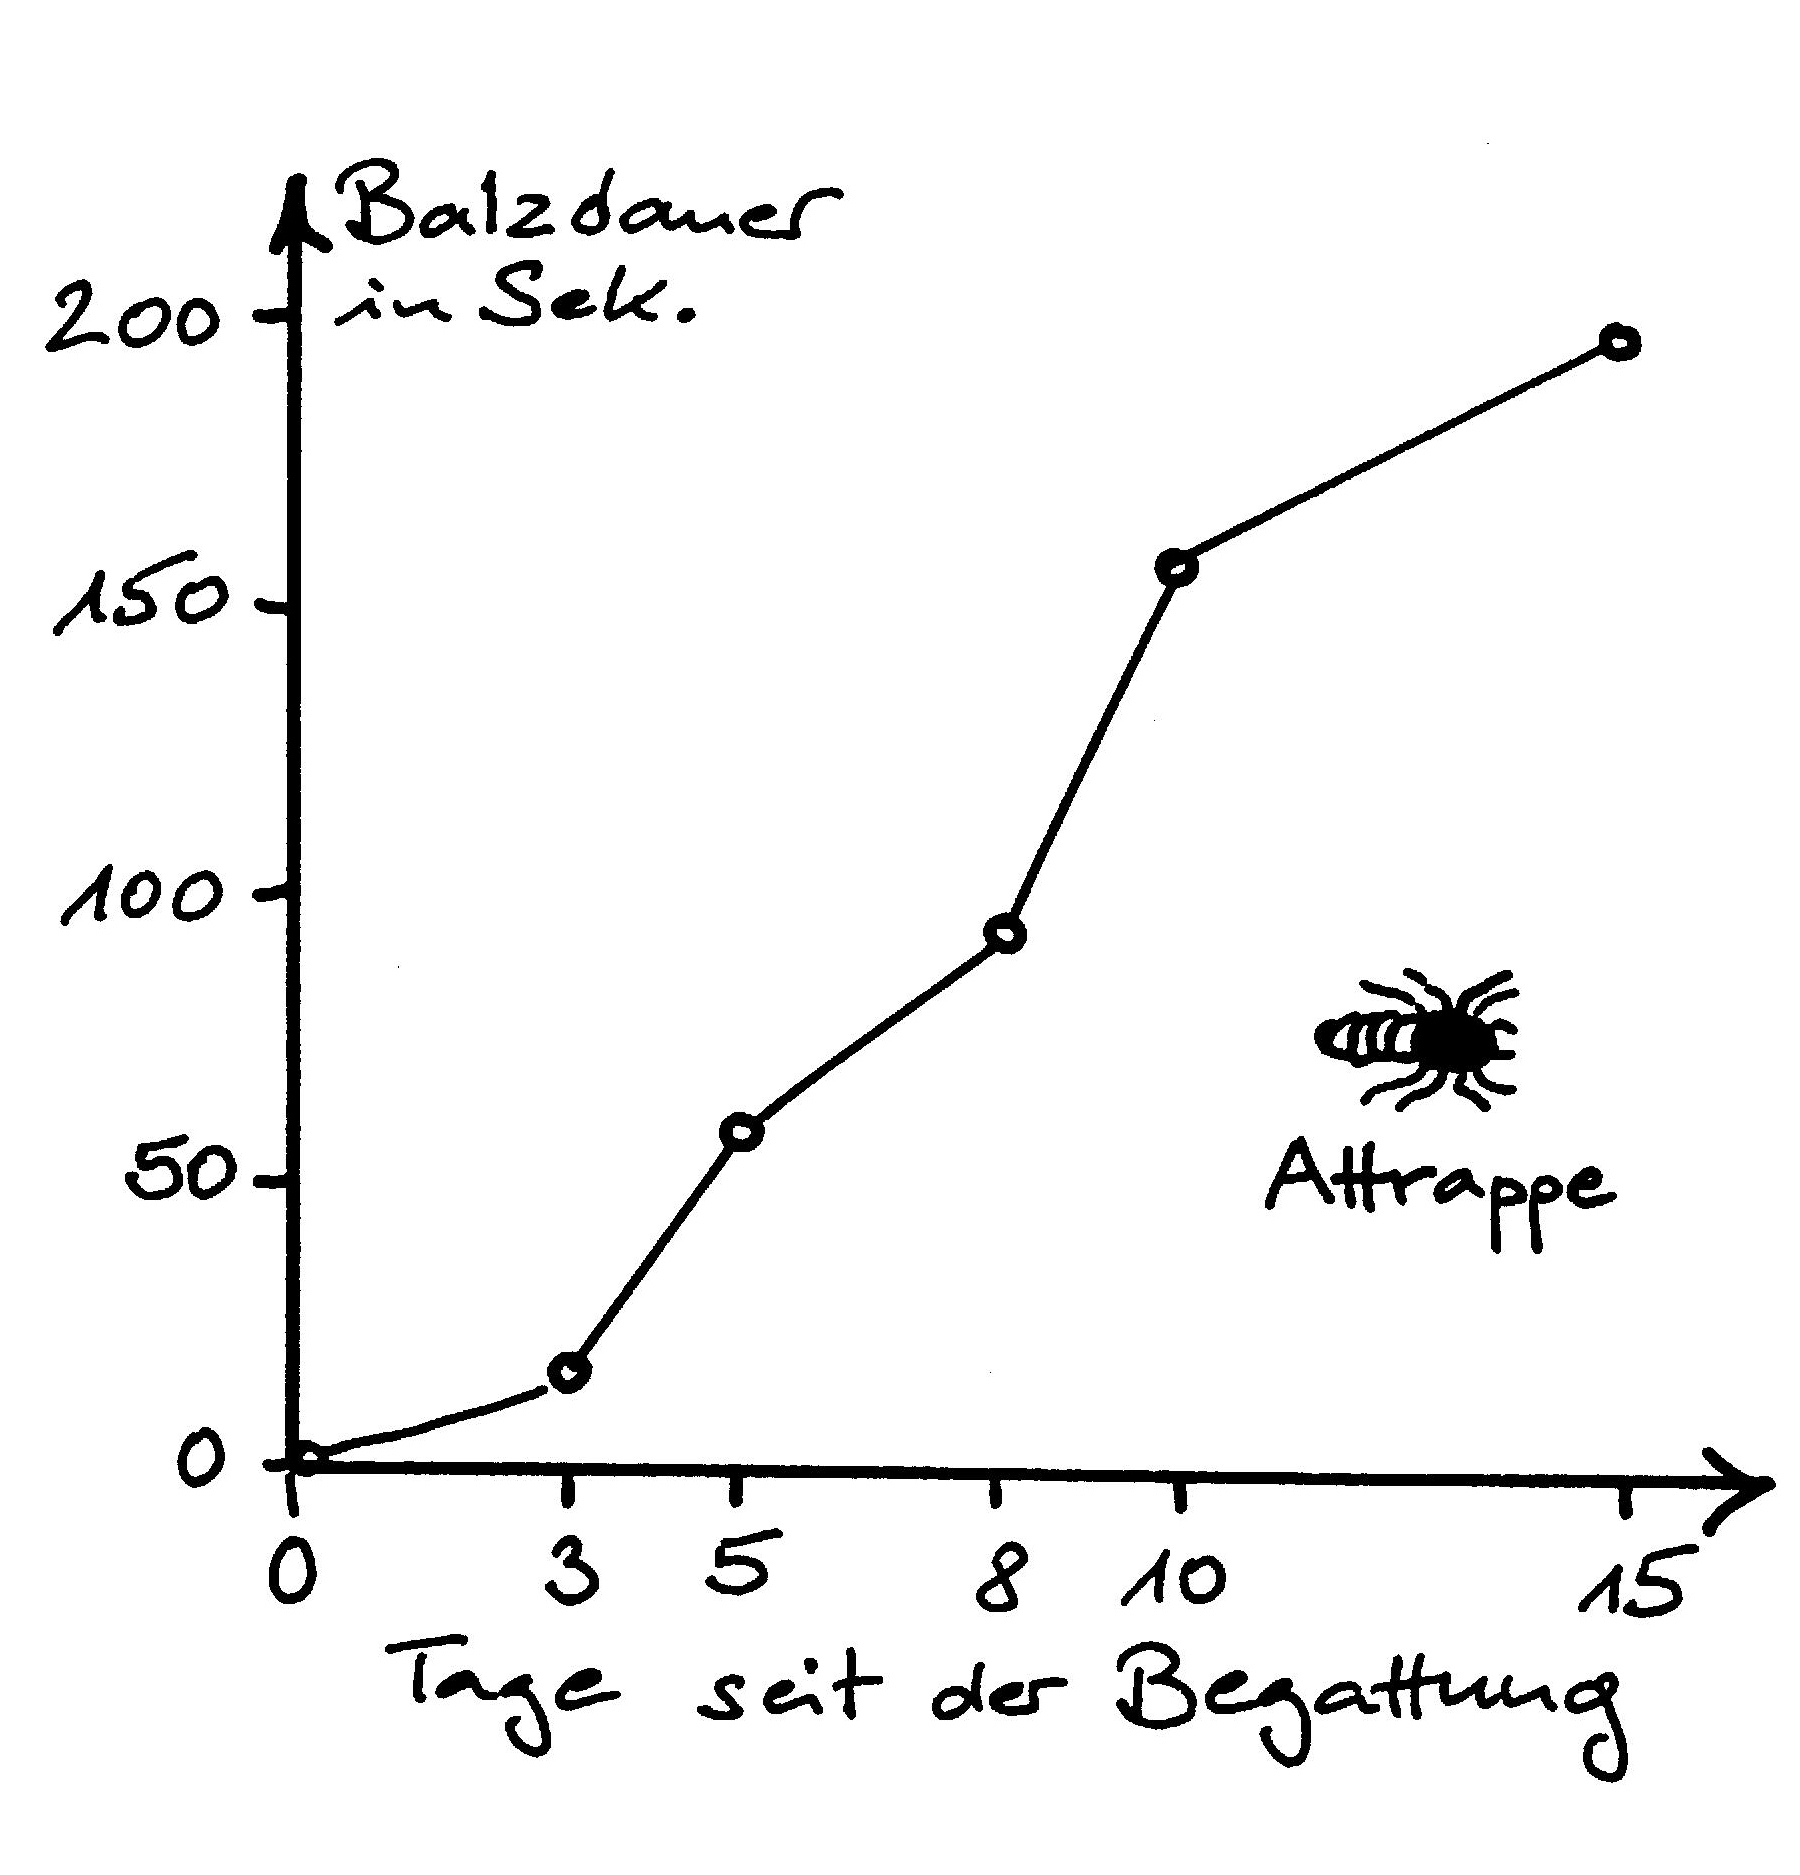 Balzdauer
in Sek.
200
150
100
50
0
Attrappe
0 3 5 8 10 15
Tage seit der Begattung